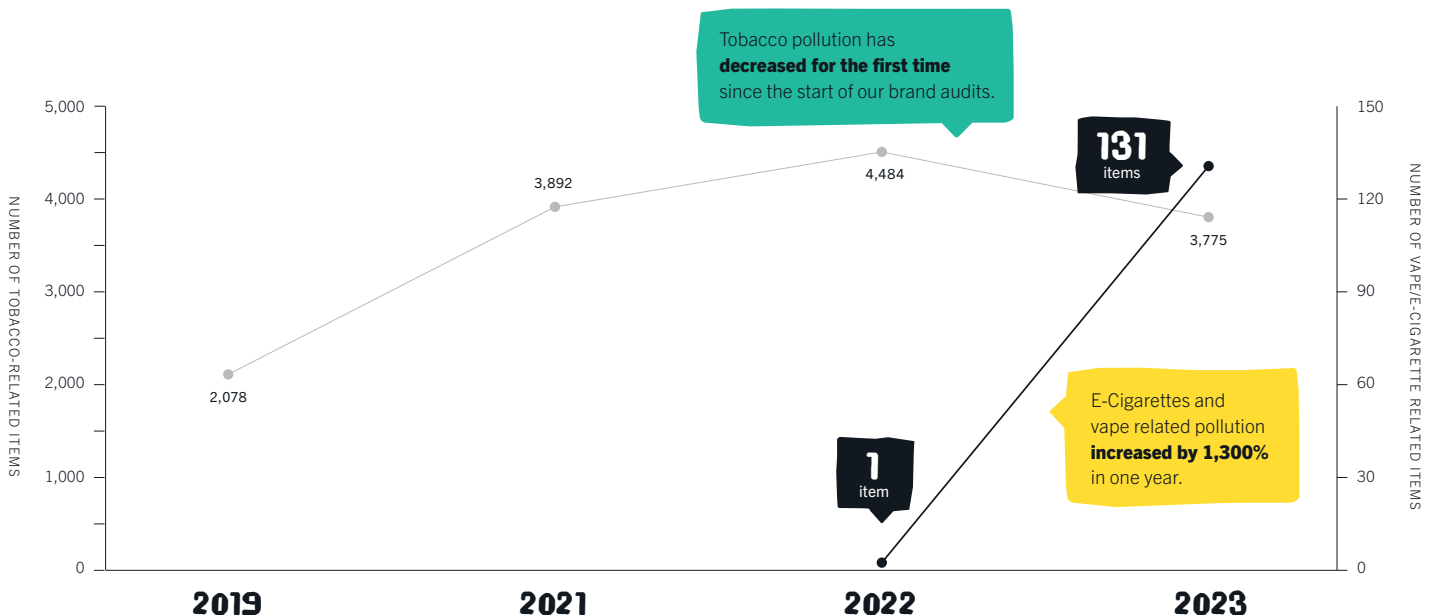 Tobacco pollution has
decreased for the first time
since the start of our brand audits.
5,000
4,000
3,000
2,000
1,000
0
NUMBER OF TOBACCO-RELATED ITEMS
150
120
90
60
30
0
NUMBER OF VAPE/E-CIGARETTE RELATED ITEMS
2,078
3,892
4,484
3,775
131
items
1
item
E-Cigarettes and
vape related pollution
increased by 1,300%
in one year.
2019
2021
2022
2023